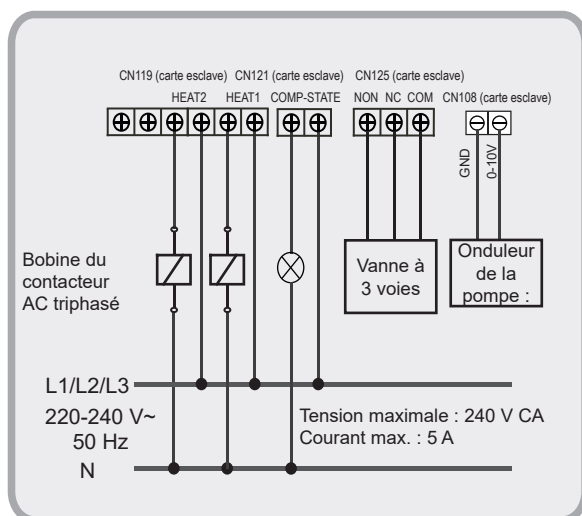 CN119 (carte esclave) CN121 (carte esclave) CN125 (carte esclave)
HEAT2 HEAT1 COMP-STATE NON NC COM CN108 (carte esclave)
GND
0-10V
Bobine du
contacteur
AC triphasé
Vanne à
3 voies
Onduleur
de la
pompe :
L1/L2/L3
220-240 V~
50 Hz
N
Tension maximale : 240 V CA
Courant max. : 5 A